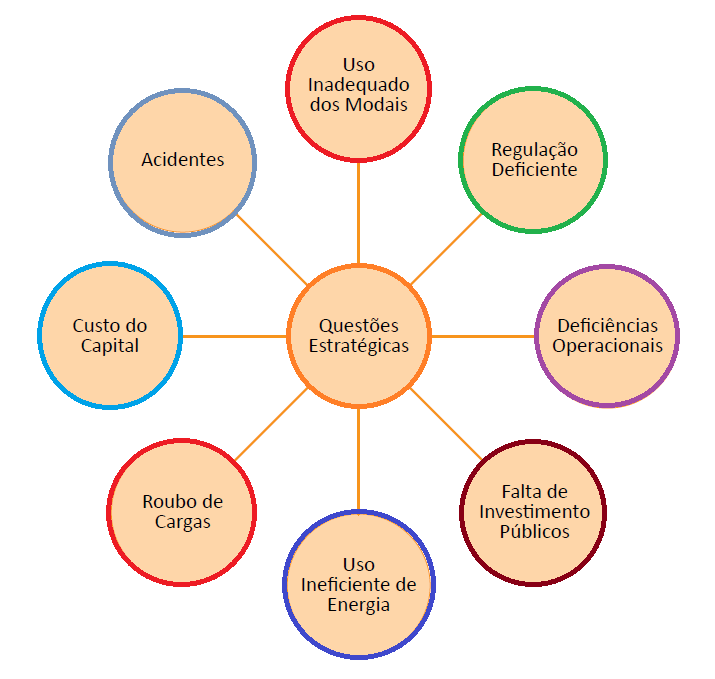 Uso
Inadequado
dos Modais
Regulação
Deficiente
Acidentes
Questões
Estratégicas
Deficiências
Operacionais
Custo do
Capital
Falta de
Investimento
Públicos
Roubo de
Cargas
Uso
Ineficiente de
Energia